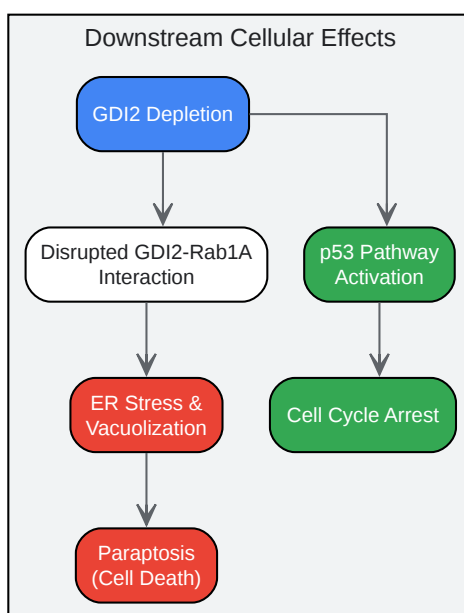 Downstream Cellular Effects
GDI2 Depletion
Disrupted GDI2-Rab1A
Interaction
p53 Pathway
Activation
ER Stress &
Vacuolization
Cell Cycle Arrest
Paraptosis
(Cell Death)